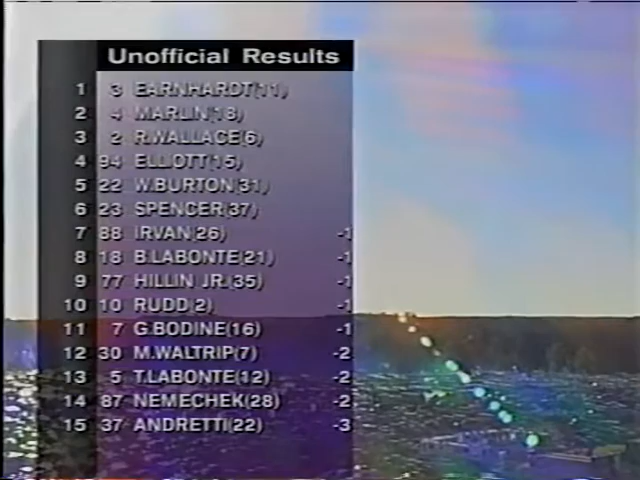 Unofficial Results
1 3 EARNHARDT(11)
2 4 MARLIN(18)
3 2 R.WALLACE(6)
4 94 ELLIOTT(15)
5 22 W.BURTON(31)
6 23 SPENCER(37)
7 88 IRVAN(26) -1
8 18 B.LABONTE(21) -1
9 77 HILLIN JR.(35) -1
10 10 RUDD(2) -1
11 7 G.BODINE(16) -1
12 30 M.WALTRIP(7) -2
13 5 T.LABONTE(12) -2
14 87 NEMECHEK(28) -2
15 37 ANDRETTI(22) -3